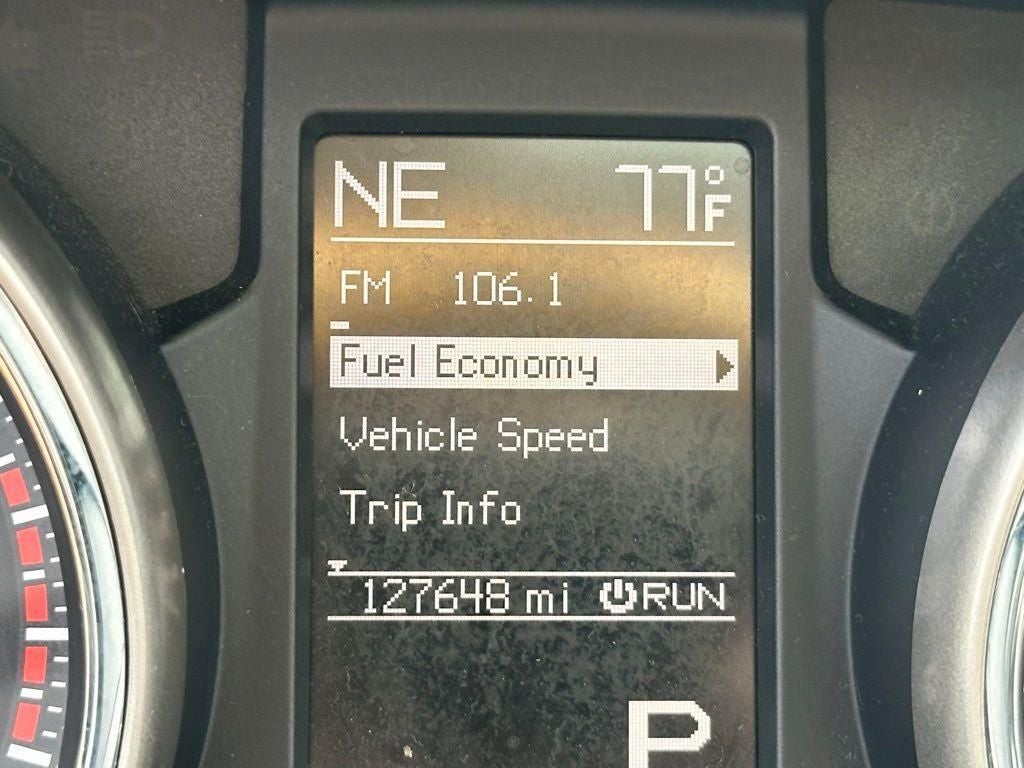 NE 77°F
FM 106.1
Fuel Economy
Vehicle Speed
Trip Info
127648 mi RUN
P